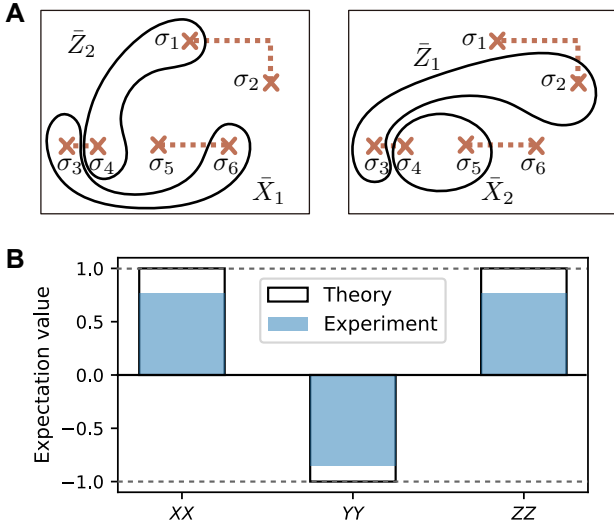 A
Z̄₂
σ₁
σ₂
σ₃
σ₄
σ₅
σ₆
X̄₁
σ₁
Z̄₁
σ₂
σ₃
σ₄
σ₅
σ₆
X̄₂
B
Expectation value
1.0
0.5
0.0
−0.5
−1.0
Theory
Experiment
XX
YY
ZZ